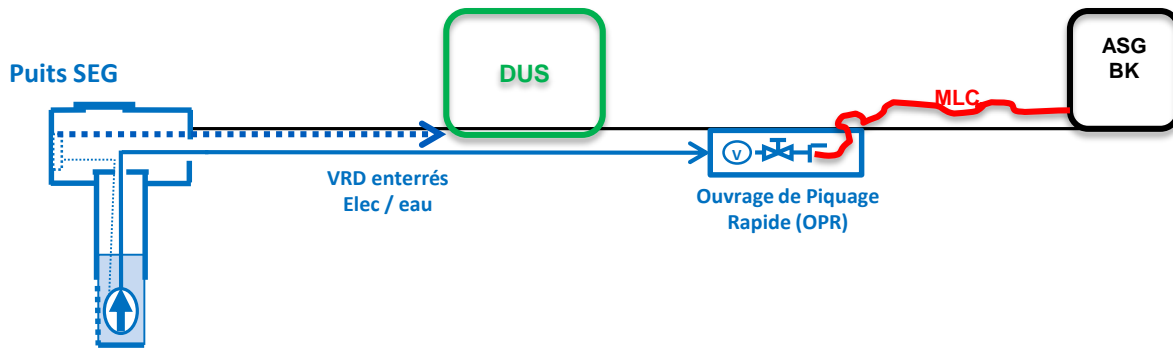 Puits SEG
DUS
ASG
BK
MLC
V
VRD enterrés
Elec / eau
Ouvrage de Piquage
Rapide (OPR)